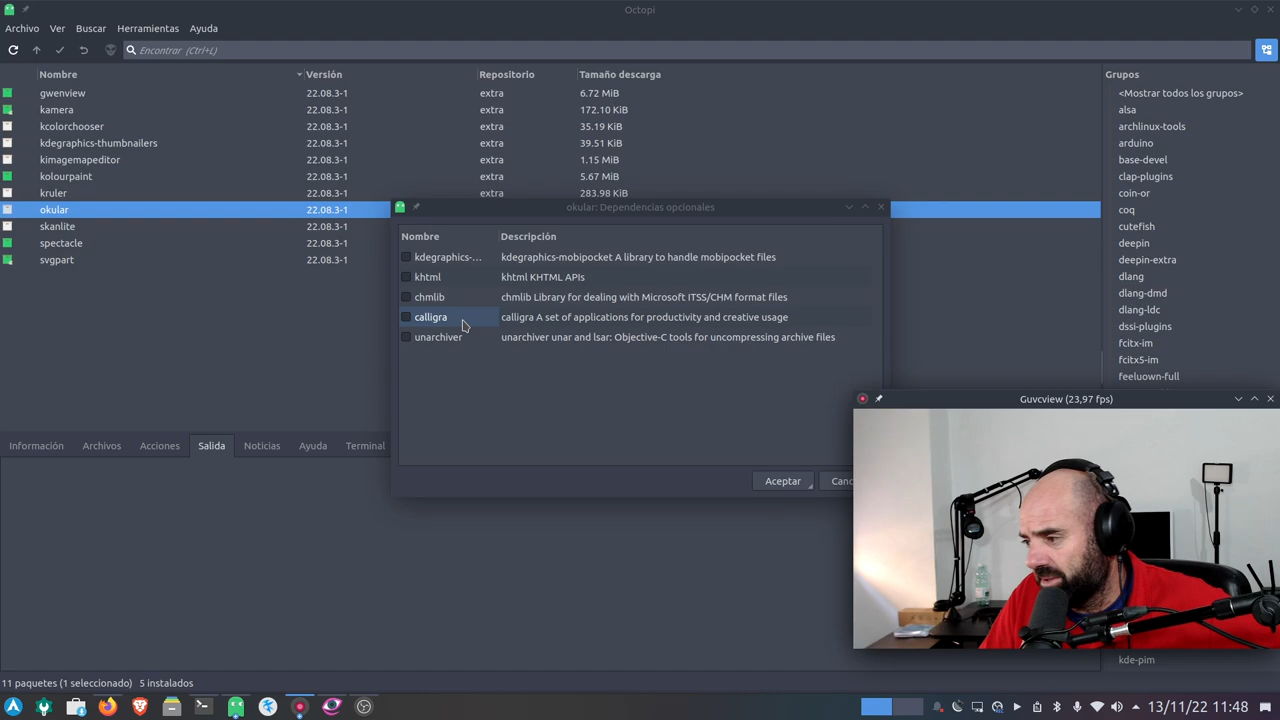 Octopi
Archivo Ver Buscar Herramientas Ayuda
Encontrar (Ctrl+L)
Nombre Versión Repositorio Tamaño descarga
gwenview 22.08.3-1 extra 6.72 MiB
kamera 22.08.3-1 extra 172.10 KiB
kcolorchooser 22.08.3-1 extra 35.19 KiB
kdegraphics-thumbnailers 22.08.3-1 extra 39.51 KiB
kimagemapeditor 22.08.3-1 extra 1.15 MiB
kolourpaint 22.08.3-1 extra 5.67 MiB
kruler 22.08.3-1 extra 283.98 KiB
okular 22.08.3-1
skanlite 22.08.3-1
spectacle 22.08.3-1
svgpart 22.08.3-1
Grupos
<Mostrar todos los grupos>
alsa
archlinux-tools
arduino
base-devel
clap-plugins
coin-or
coq
cutefish
deepin
deepin-extra
dlang
dlang-dmd
dlang-ldc
dssi-plugins
fcitx-im
fcitx5-im
feeluown-full
kde-pim
okular: Dependencias opcionales
Nombre Descripción
kdegraphics-... kdegraphics-mobipocket A library to handle mobipocket files
khtml khtml KHTML APIs
chmlib chmlib Library for dealing with Microsoft ITSS/CHM format files
calligra calligra A set of applications for productivity and creative usage
unarchiver unarchiver unar and lsar: Objective-C tools for uncompressing archive files
Aceptar Canc
Guvcview (23,97 fps)
Información Archivos Acciones Salida Noticias Ayuda Terminal
11 paquetes (1 seleccionado) 5 instalados
13/11/22 11:48